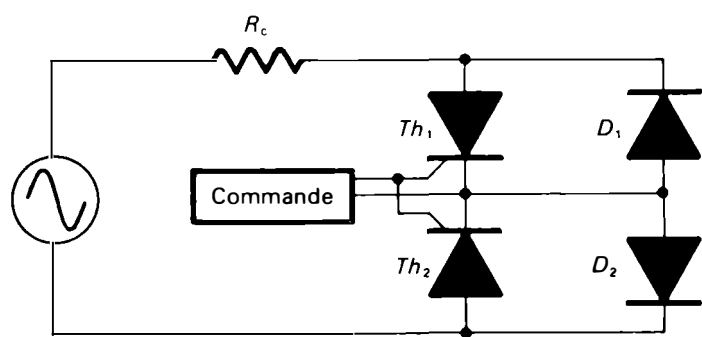 Rc
Th1
D1
Commande
Th2
D2